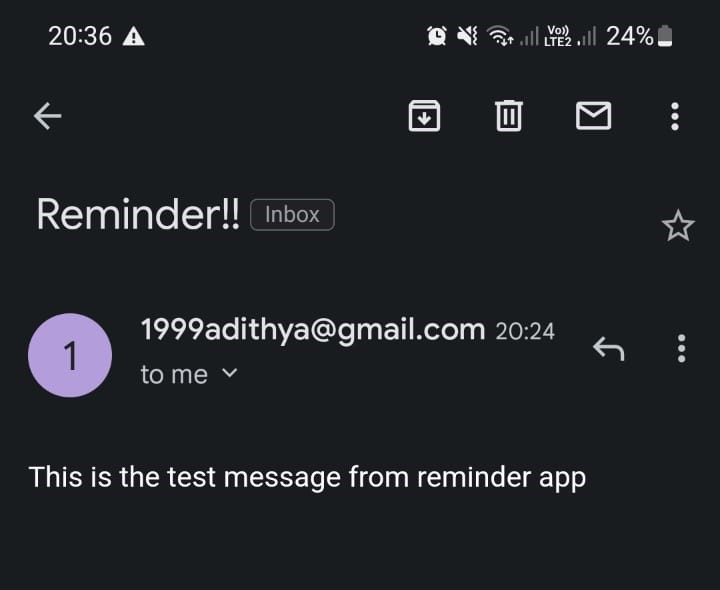 20:36 Vo)) LTE2 24%
Reminder!! Inbox
1 1999adithya@gmail.com 20:24
to me
This is the test message from reminder app